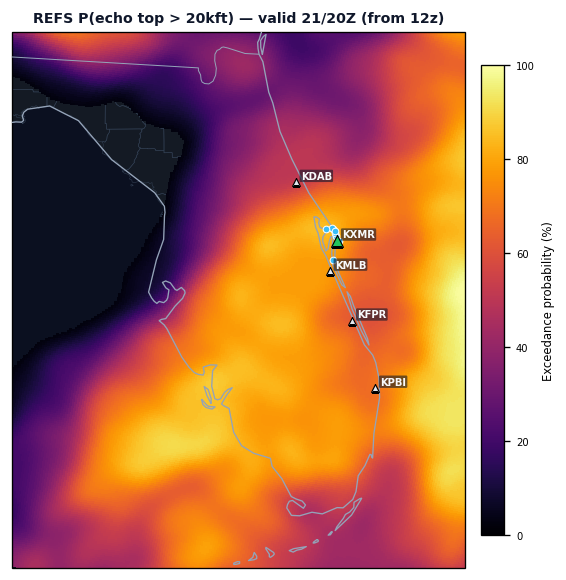 REFS P(echo top > 20kft) — valid 21/20Z (from 12z)
KDAB
KXMR
KMLB
KFPR
KPBI
100
80
60
40
20
0
Exceedance probability (%)